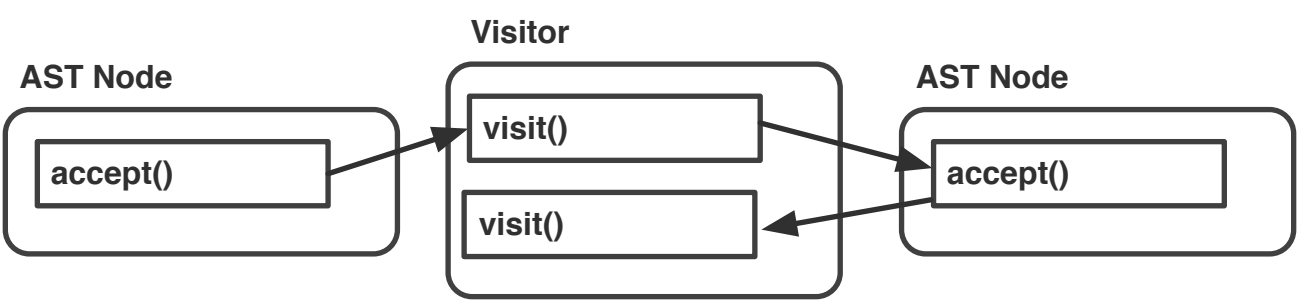 Visitor
AST Node
AST Node
visit()
accept()
accept()
visit()